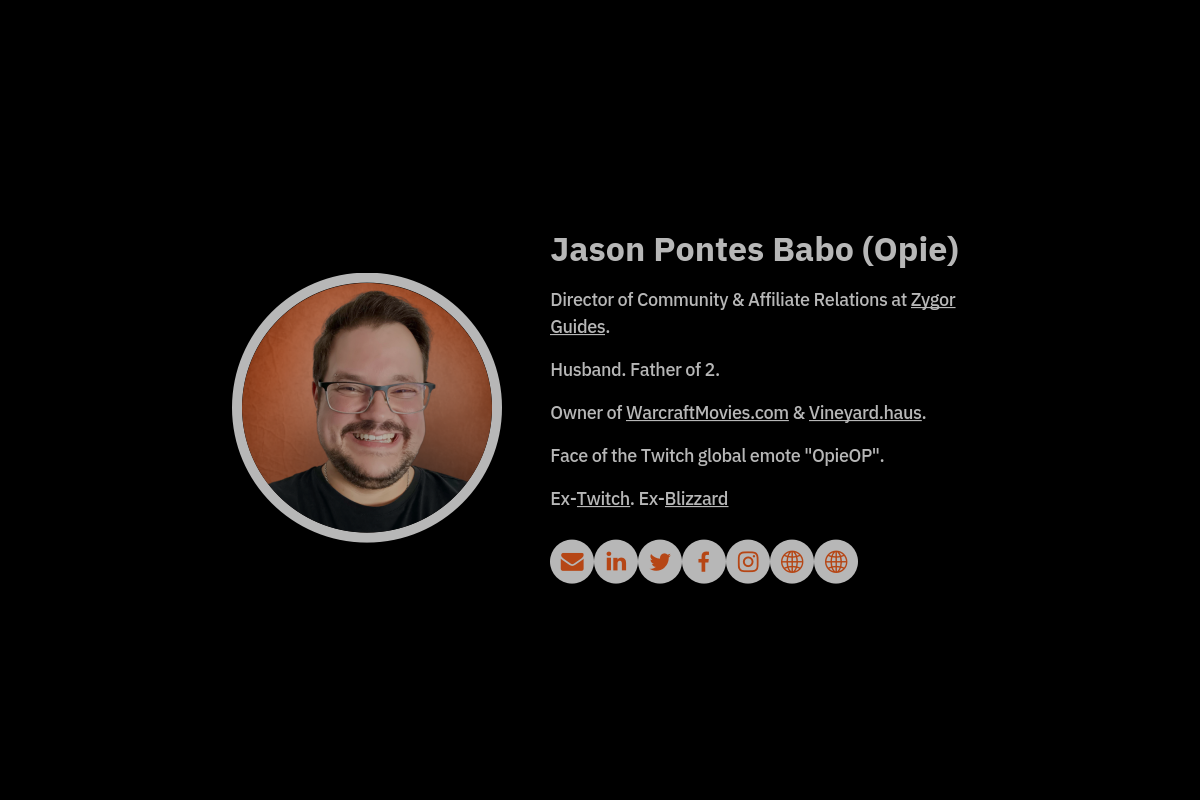 Jason Pontes Babo (Opie)
Director of Community & Affiliate Relations at Zygor
Guides.
Husband. Father of 2.
Owner of WarcraftMovies.com & Vineyard.haus.
Face of the Twitch global emote "OpieOP".
Ex-Twitch. Ex-Blizzard